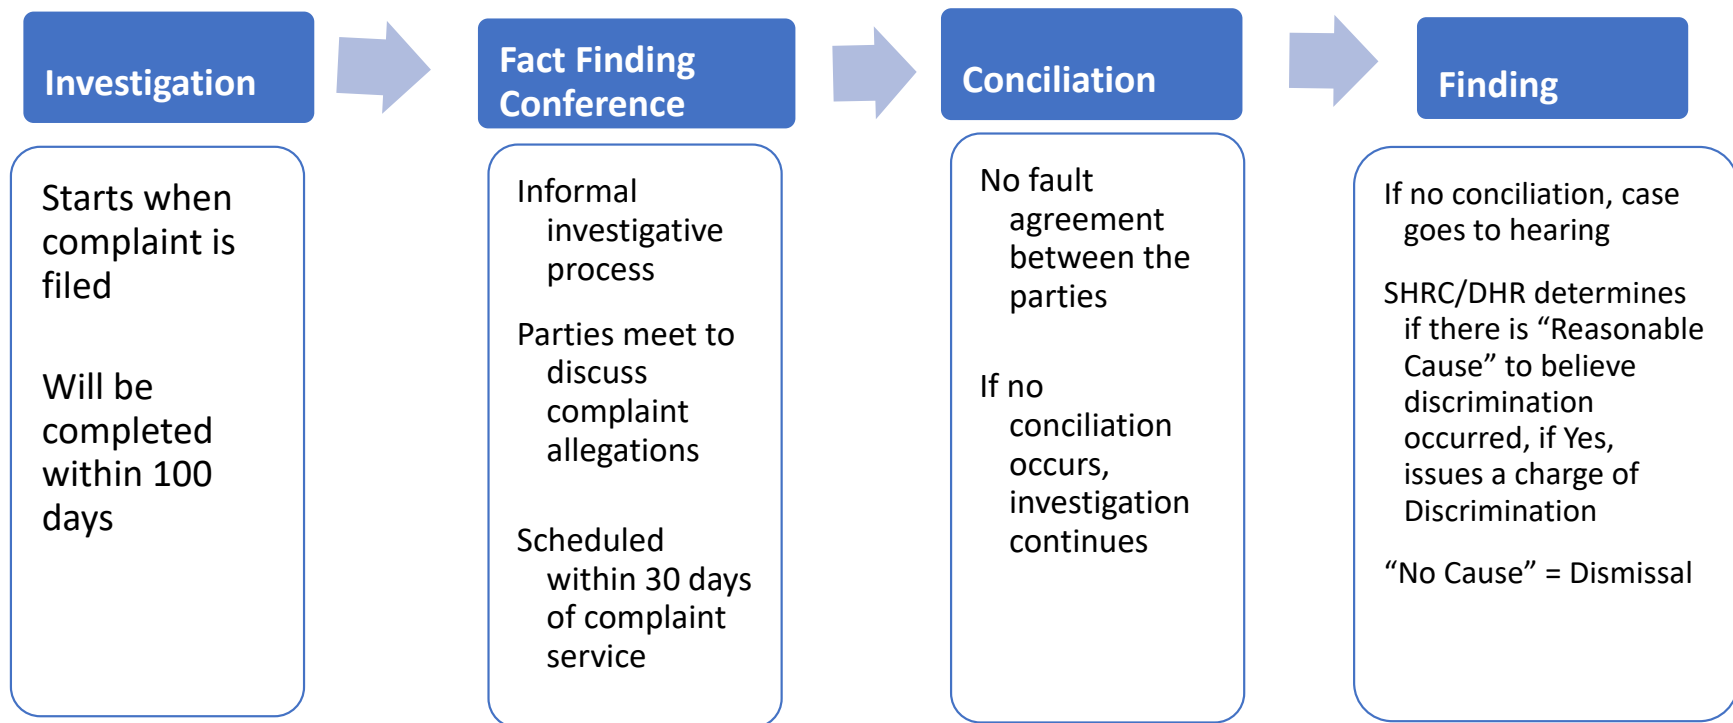 Investigation
Starts when
complaint is
filed
Will be
completed
within 100
days
Fact Finding
Conference
Informal
investigative
process
Parties meet to
discuss
complaint
allegations
Scheduled
within 30 days
of complaint
service
Conciliation
No fault
agreement
between the
parties
If no
conciliation
occurs,
investigation
continues
Finding
If no conciliation, case
goes to hearing
SHRC/DHR determines
if there is “Reasonable
Cause” to believe
discrimination
occurred, if Yes,
issues a charge of
Discrimination
“No Cause” = Dismissal